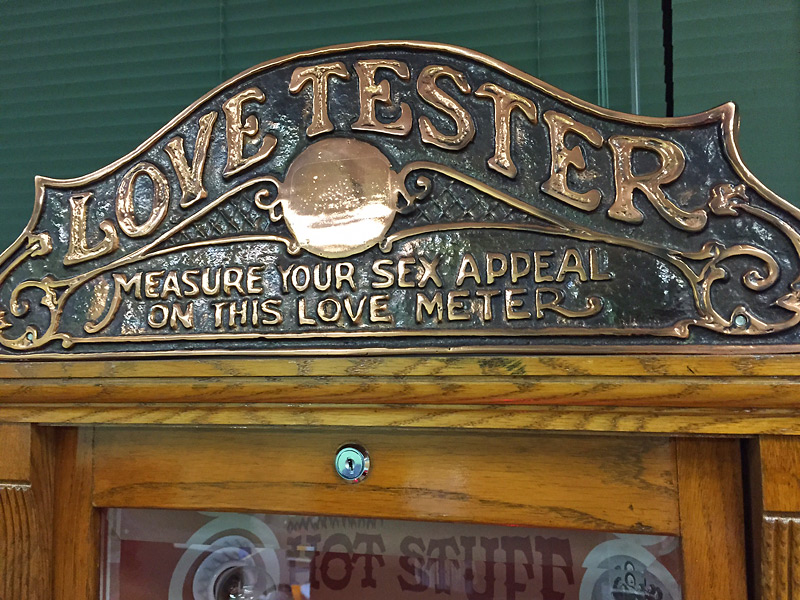 LOVE TESTER
MEASURE YOUR SEX APPEAL
ON THIS LOVE METER
HOT STUFF